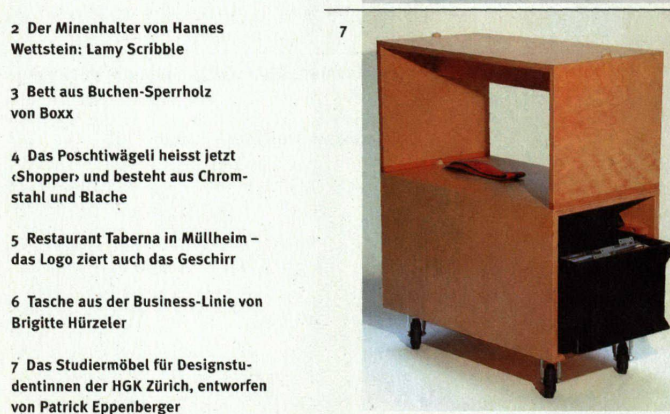 2 Der Minenhalter von Hannes
Wettstein: Lamy Scribble
3 Bett aus Buchen-Sperrholz
von Boxx
4 Das Poschtiwägeli heisst jetzt
‹Shopper› und besteht aus Chrom-
stahl und Blache
5 Restaurant Taberna in Müllheim –
das Logo ziert auch das Geschirr
6 Tasche aus der Business-Linie von
Brigitte Hürzeler
7 Das Studiermöbel für Designstu-
dentinnen der HGK Zürich, entworfen
von Patrick Eppenberger
7